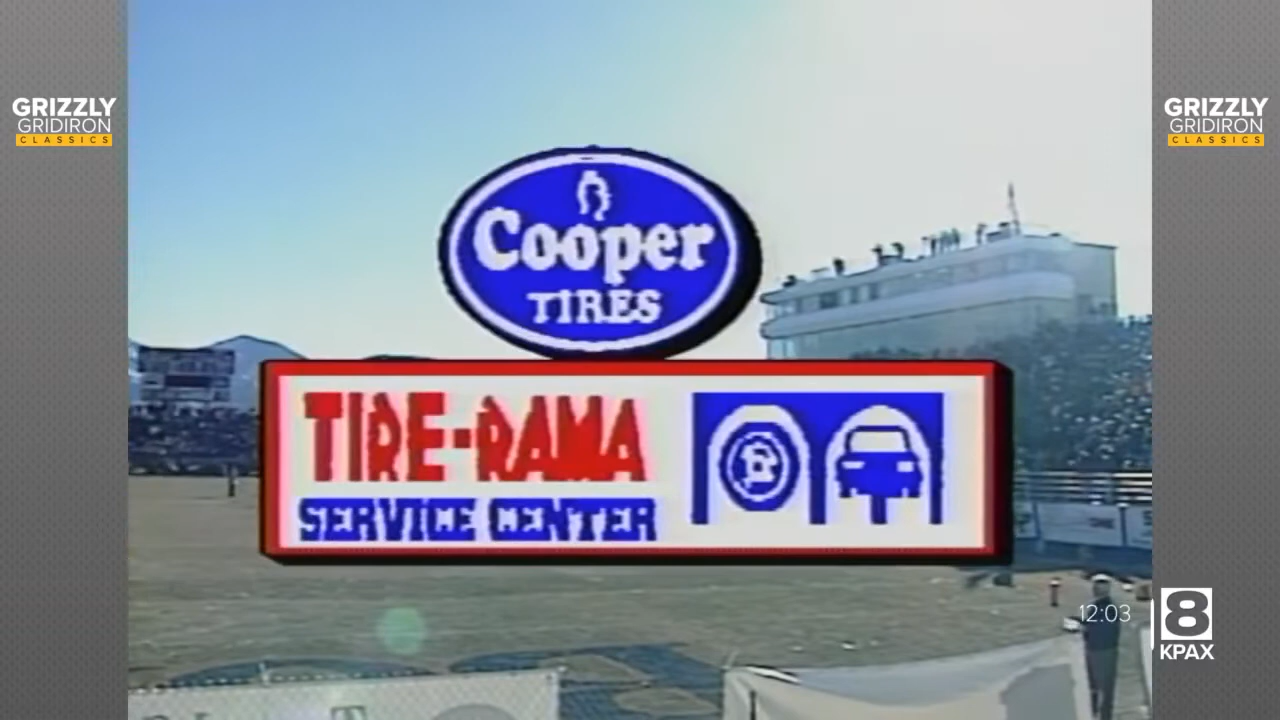 GRIZZLY
GRIDIRON
CLASSICS
GRIZZLY
GRIDIRON
CLASSICS
Cooper
TIRES
TIRE-RAMA
SERVICE CENTER
12:03
8
KPAX